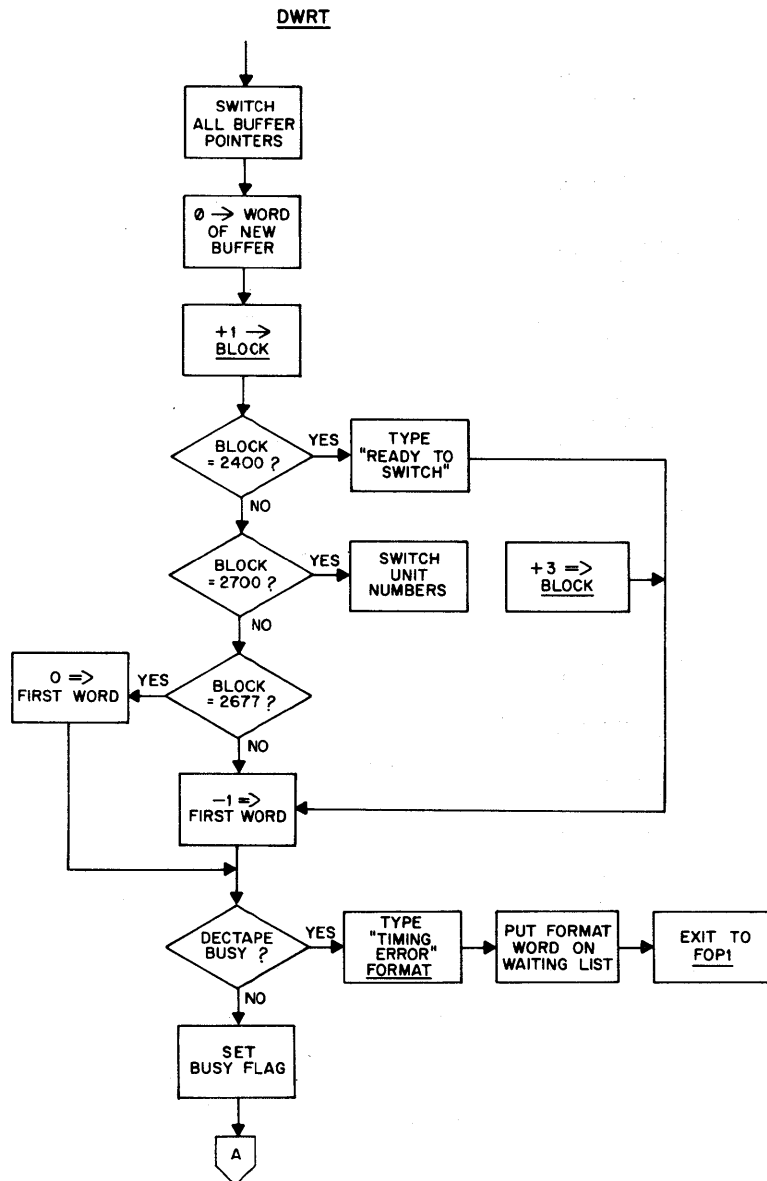 DWRT
SWITCH
ALL BUFFER
POINTERS
Ø → WORD
OF NEW
BUFFER
+1 →
BLOCK
BLOCK
= 2400 ?
YES
TYPE
"READY TO
SWITCH"
NO
BLOCK
= 2700 ?
YES
SWITCH
UNIT
NUMBERS
+3 =>
BLOCK
NO
BLOCK
= 2677 ?
YES
0 =>
FIRST WORD
NO
-1 =>
FIRST WORD
DECTAPE
BUSY ?
YES
TYPE
"TIMING
ERROR"
FORMAT
PUT FORMAT
WORD ON
WAITING LIST
EXIT TO
FOP1
NO
SET
BUSY FLAG
A